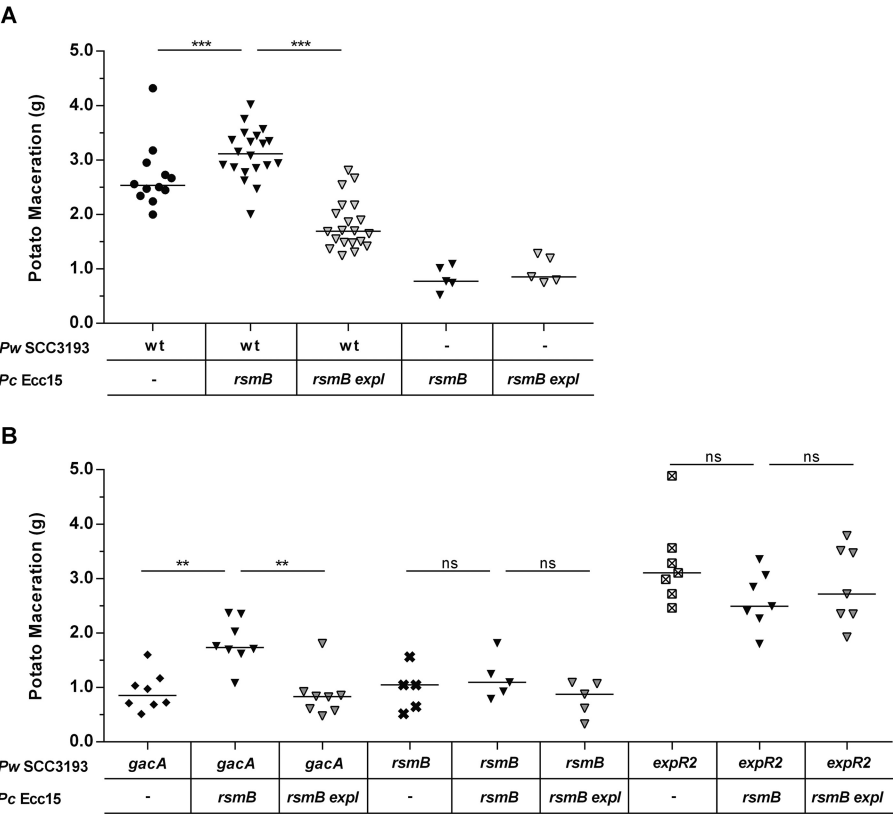 A
*** ***
5.0
4.0
3.0
2.0
1.0
0.0
Potato Maceration (g)
Pw SCC3193 wt wt wt - -
Pc Ecc15 - rsmB rsmB expI rsmB rsmB expI
B
ns ns
5.0
4.0
** ** ns ns
3.0
2.0
1.0
0.0
Potato Maceration (g)
Pw SCC3193 gacA gacA gacA rsmB rsmB rsmB expR2 expR2 expR2
Pc Ecc15 - rsmB rsmB expI - rsmB rsmB expI - rsmB rsmB expI